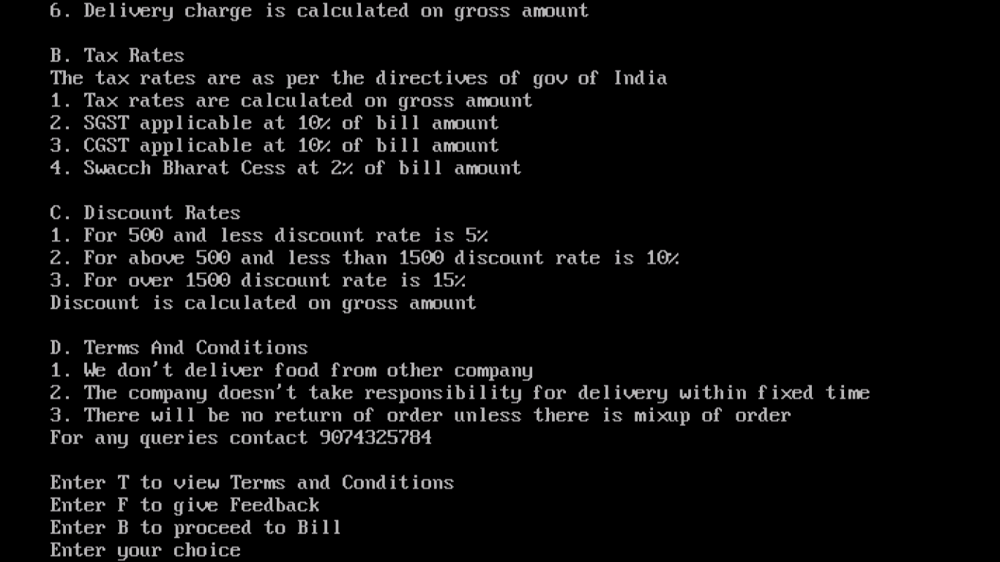 6. Delivery charge is calculated on gross amount
B. Tax Rates
The tax rates are as per the directives of gov of India
1. Tax rates are calculated on gross amount
2. SGST applicable at 10% of bill amount
3. CGST applicable at 10% of bill amount
4. Swacch Bharat Cess at 2% of bill amount
C. Discount Rates
1. For 500 and less discount rate is 5%
2. For above 500 and less than 1500 discount rate is 10%
3. For over 1500 discount rate is 15%
Discount is calculated on gross amount
D. Terms And Conditions
1. We don't deliver food from other company
2. The company doesn't take responsibility for delivery within fixed time
3. There will be no return of order unless there is mixup of order
For any queries contact 9074325784
Enter T to view Terms and Conditions
Enter F to give Feedback
Enter B to proceed to Bill
Enter your choice